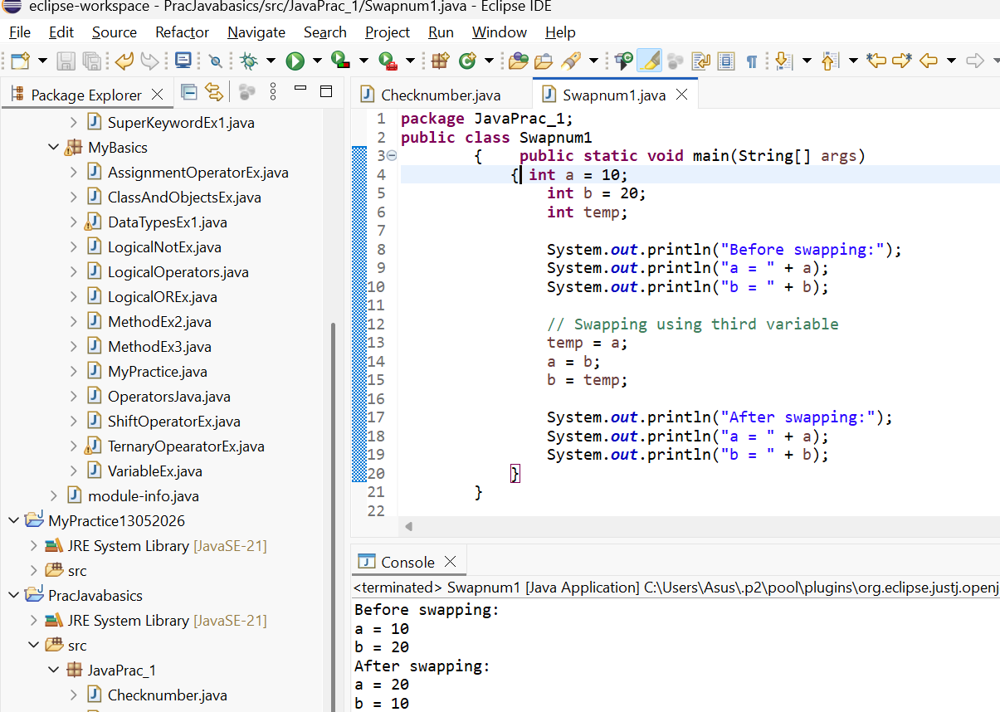 eclipse-workspace - PracJavabasics/src/JavaPrac_1/Swapnum1.java - Eclipse IDE
File Edit Source Refactor Navigate Search Project Run Window Help
Package Explorer
SuperKeywordEx1.java
MyBasics
AssignmentOperatorEx.java
ClassAndObjectsEx.java
DataTypesEx1.java
LogicalNotEx.java
LogicalOperators.java
LogicalOREx.java
MethodEx2.java
MethodEx3.java
MyPractice.java
OperatorsJava.java
ShiftOperatorEx.java
TernaryOpearatorEx.java
VariableEx.java
module-info.java
MyPractice13052026
JRE System Library [JavaSE-21]
src
PracJavabasics
JRE System Library [JavaSE-21]
src
JavaPrac_1
Checknumber.java
Checknumber.java Swapnum1.java
1 package JavaPrac_1;
2 public class Swapnum1
3 { public static void main(String[] args)
4 { int a = 10;
5 int b = 20;
6 int temp;
7
8 System.out.println("Before swapping:");
9 System.out.println("a = " + a);
10 System.out.println("b = " + b);
11
12 // Swapping using third variable
13 temp = a;
14 a = b;
15 b = temp;
16
17 System.out.println("After swapping:");
18 System.out.println("a = " + a);
19 System.out.println("b = " + b);
20 }
21 }
22
Console
<terminated> Swapnum1 [Java Application] C:\Users\Asus\.p2\pool\plugins\org.eclipse.justj.openj
Before swapping:
a = 10
b = 20
After swapping:
a = 20
b = 10